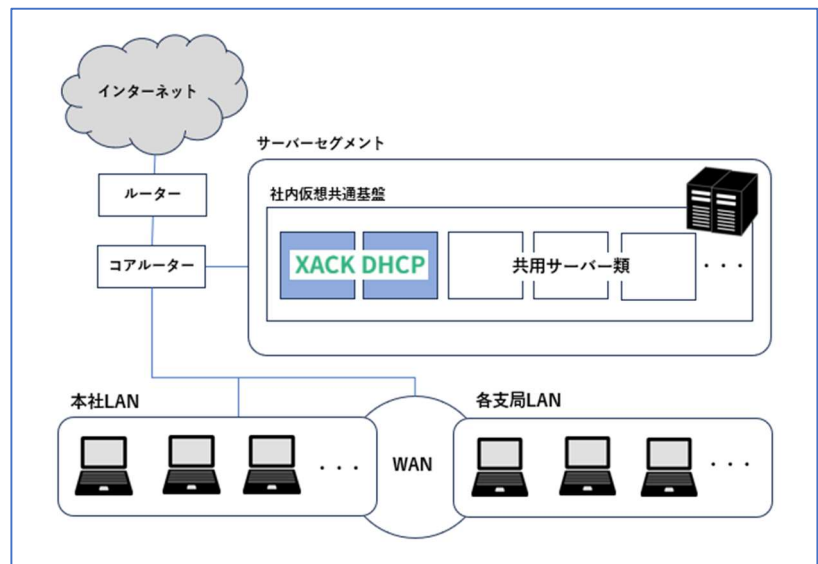 インターネット
サーバーセグメント
ルーター
社内仮想共通基盤
コアルーター
XACK DHCP
共用サーバー類
・・・
本社LAN
各支局LAN
・・・
WAN
・・・